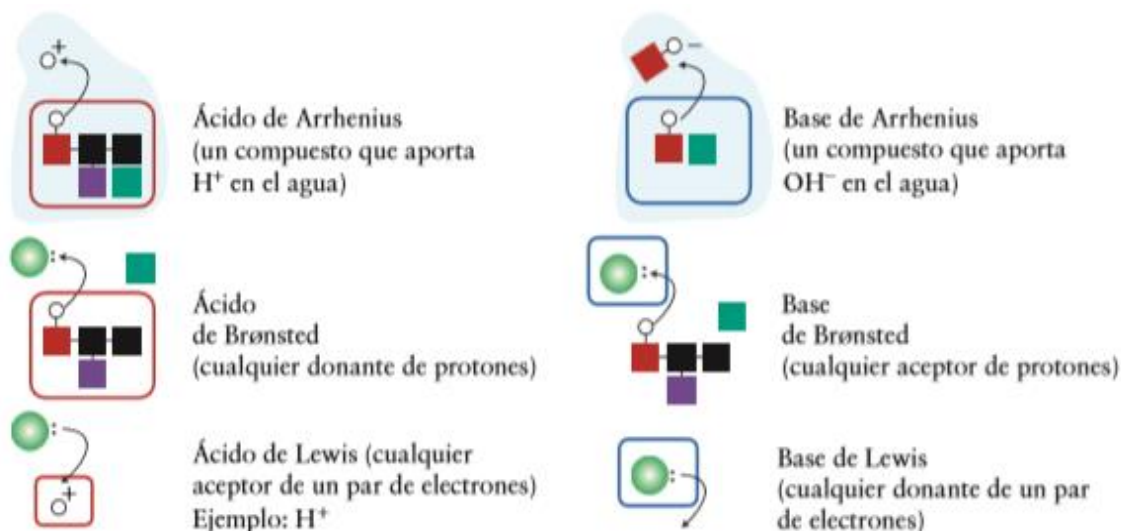 Ácido de Arrhenius
(un compuesto que aporta
H⁺ en el agua)
Base de Arrhenius
(un compuesto que aporta
OH⁻ en el agua)
Ácido
de Brønsted
(cualquier donante de protones)
Base
de Brønsted
(cualquier aceptor de protones)
Ácido de Lewis (cualquier
aceptor de un par de electrones)
Ejemplo: H⁺
Base de Lewis
(cualquier donante de un par
de electrones)